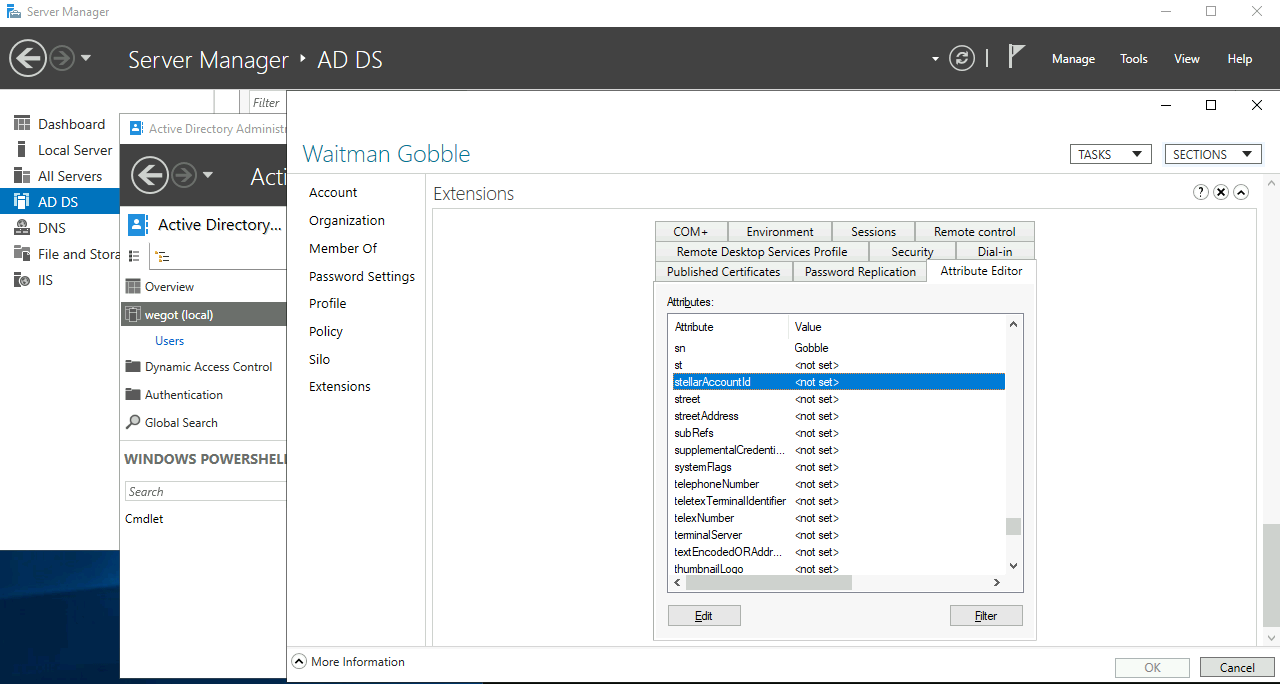 Server Manager
Server Manager ‣ AD DS
Manage Tools View Help
Filter
Dashboard
Local Server
All Servers
AD DS
DNS
File and Stora
IIS
Active Directory Administr
Acti
Active Directory...
Overview
wegot (local)
Users
Dynamic Access Control
Authentication
Global Search
WINDOWS POWERSHELL
Search
Cmdlet
Waitman Gobble
TASKS
SECTIONS
Account
Organization
Member Of
Password Settings
Profile
Policy
Silo
Extensions
Extensions
COM+ Environment Sessions Remote control
Remote Desktop Services Profile Security Dial-in
Published Certificates Password Replication Attribute Editor
Attributes:
Attribute Value
sn Gobble
st <not set>
stellarAccountId <not set>
street <not set>
streetAddress <not set>
subRefs <not set>
supplementalCredenti... <not set>
systemFlags <not set>
telephoneNumber <not set>
teletexTerminalIdentifier <not set>
telexNumber <not set>
terminalServer <not set>
textEncodedORAddr... <not set>
thumbnailLogo <not set>
Edit Filter
More Information
OK Cancel